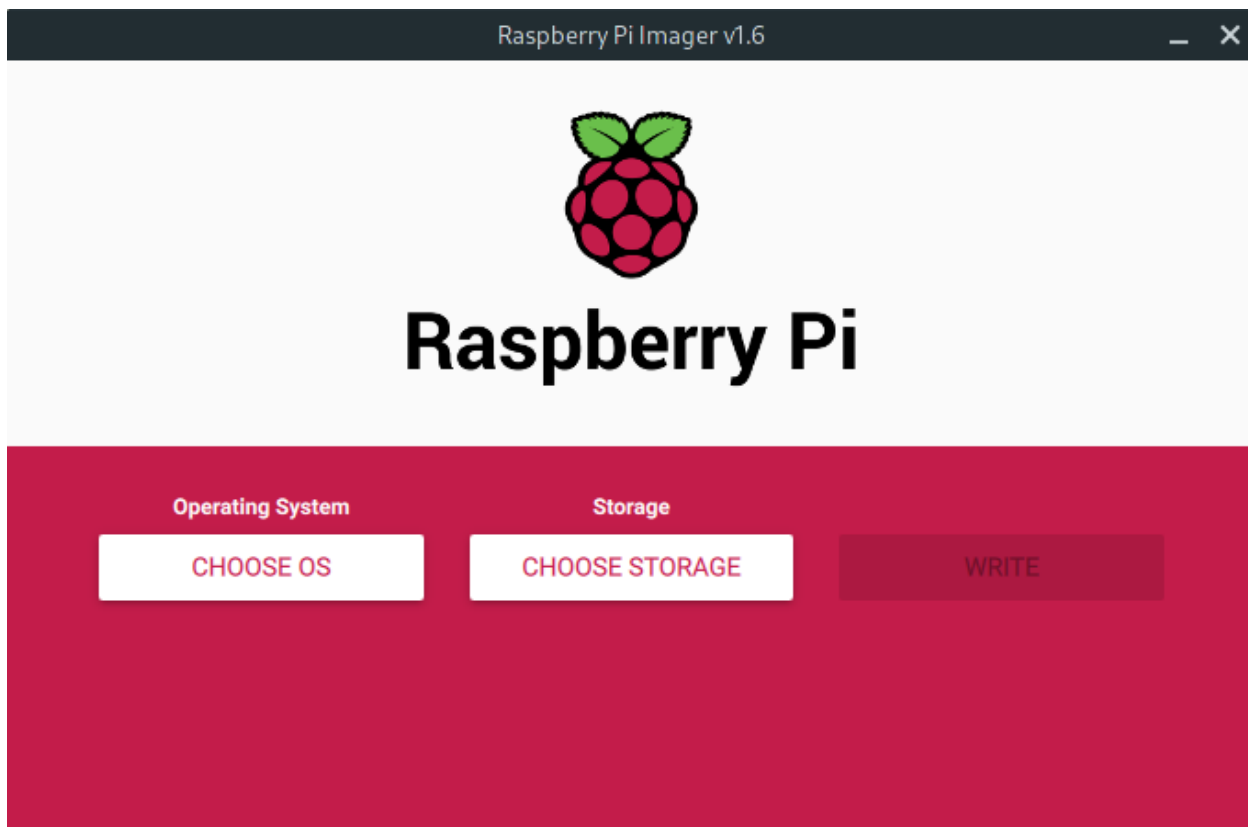 Raspberry Pi Imager v1.6
Raspberry Pi
Operating System
Storage
CHOOSE OS
CHOOSE STORAGE
WRITE